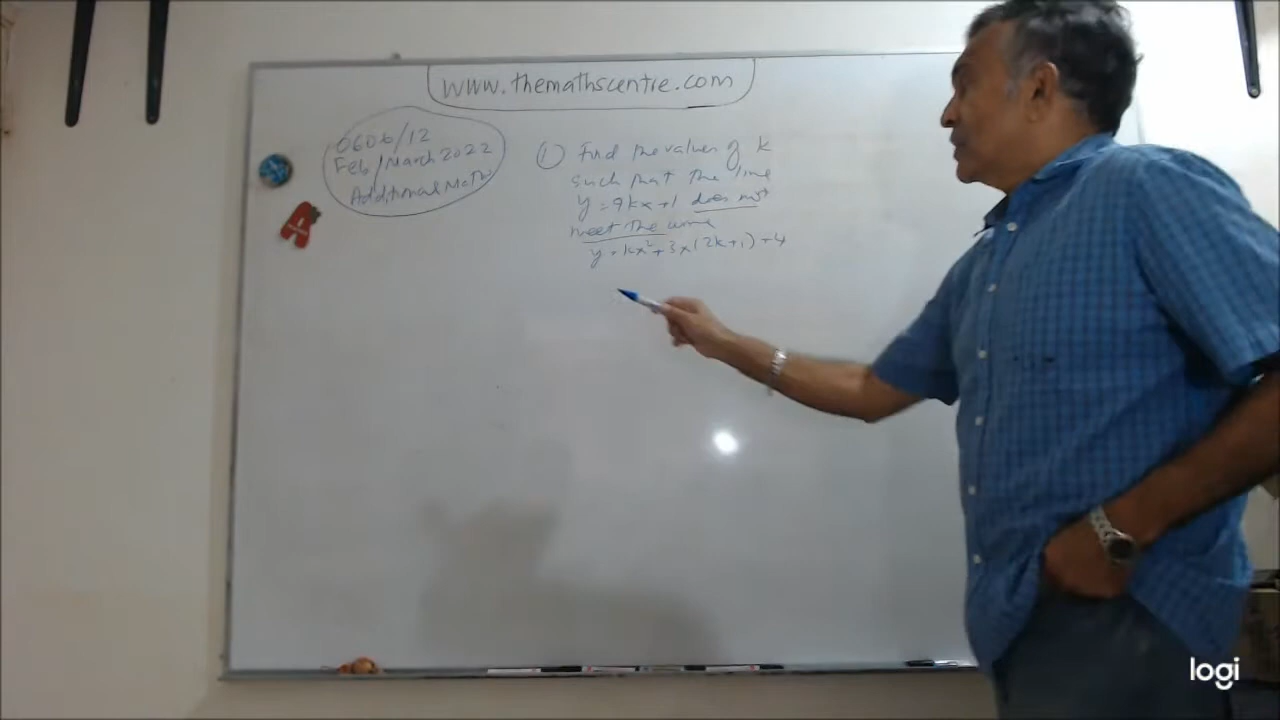 www.themathscentre.com
0606/12
Feb/March 2022
Additional Maths
① Find the values of k
such that the line
y = 9kx+1 does not
meet the curve
y = kx² + 3x(2k+1) + 4
logi